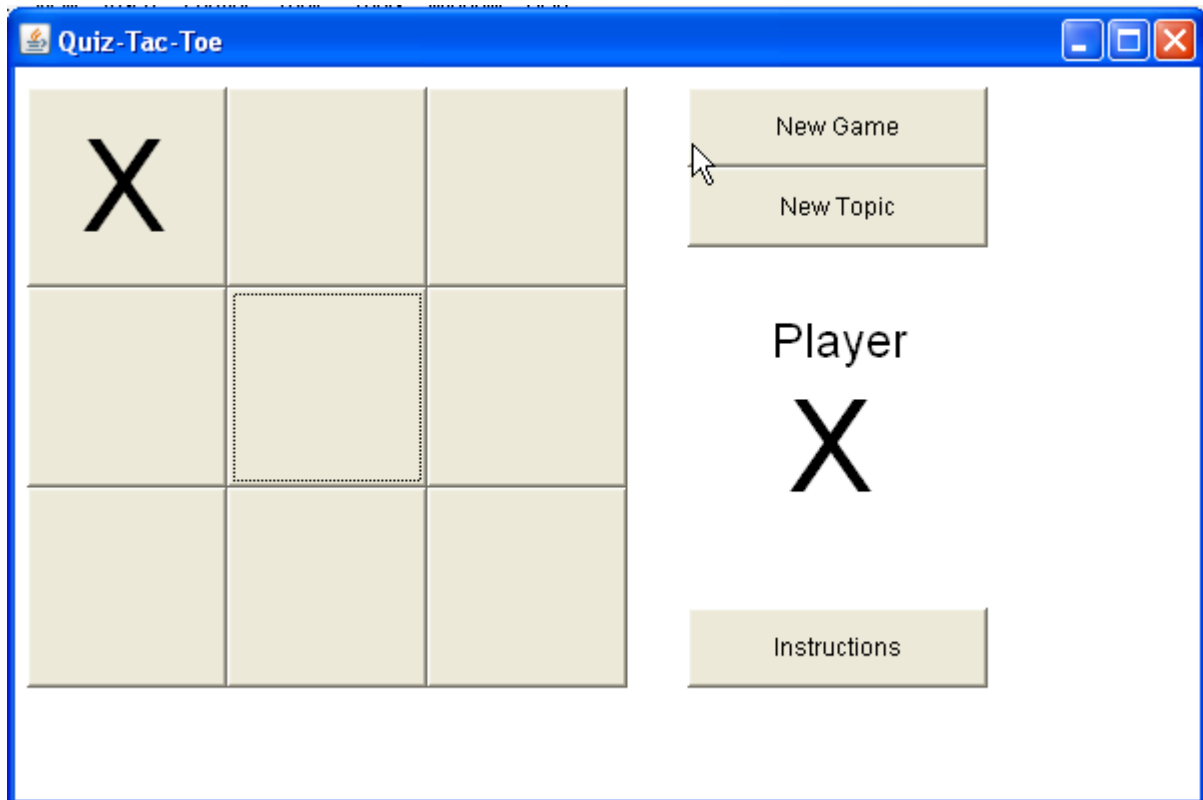 Quiz-Tac-Toe
X
New Game
New Topic
Player
X
Instructions